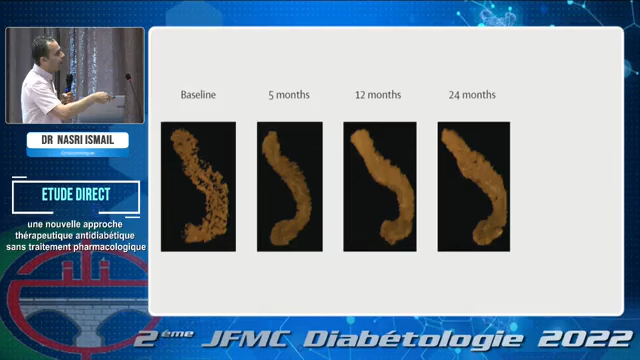 Baseline
5 months
12 months
24 months
DR NASRI ISMAIL
ETUDE DIRECT
une nouvelle approche
thérapeutique antidiabétique
sans traitement pharmacologique
2ème JFMC Diabétologie 2022